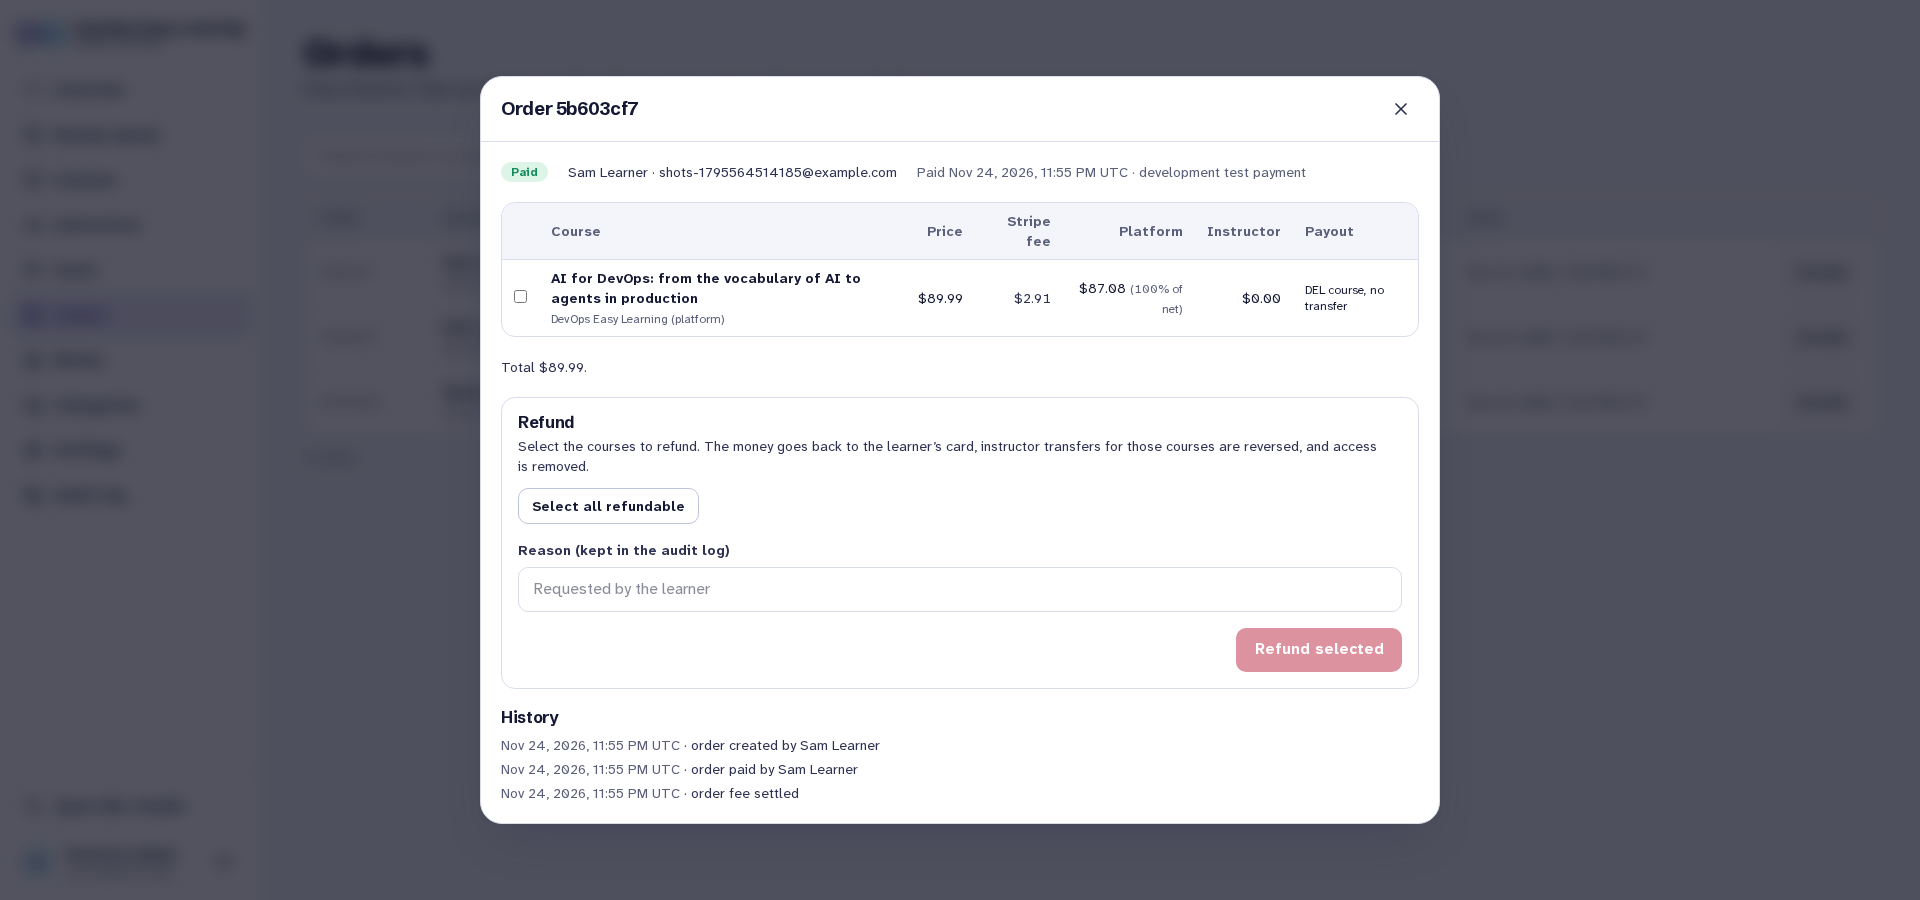 Orders
Order 5b603cf7
Paid
Sam Learner · shots-1795564514185@example.com
Paid Nov 24, 2026, 11:55 PM UTC · development test payment
Course
Price
Stripe
fee
Platform
Instructor
Payout
AI for DevOps: from the vocabulary of AI to
agents in production
DevOps Easy Learning (platform)
$89.99
$2.91
$87.08 (100% of
net)
$0.00
DEL course, no
transfer
Total $89.99.
Refund
Select the courses to refund. The money goes back to the learner’s card, instructor transfers for those courses are reversed, and access
is removed.
Select all refundable
Reason (kept in the audit log)
Requested by the learner
Refund selected
History
Nov 24, 2026, 11:55 PM UTC · order created by Sam Learner
Nov 24, 2026, 11:55 PM UTC · order paid by Sam Learner
Nov 24, 2026, 11:55 PM UTC · order fee settled